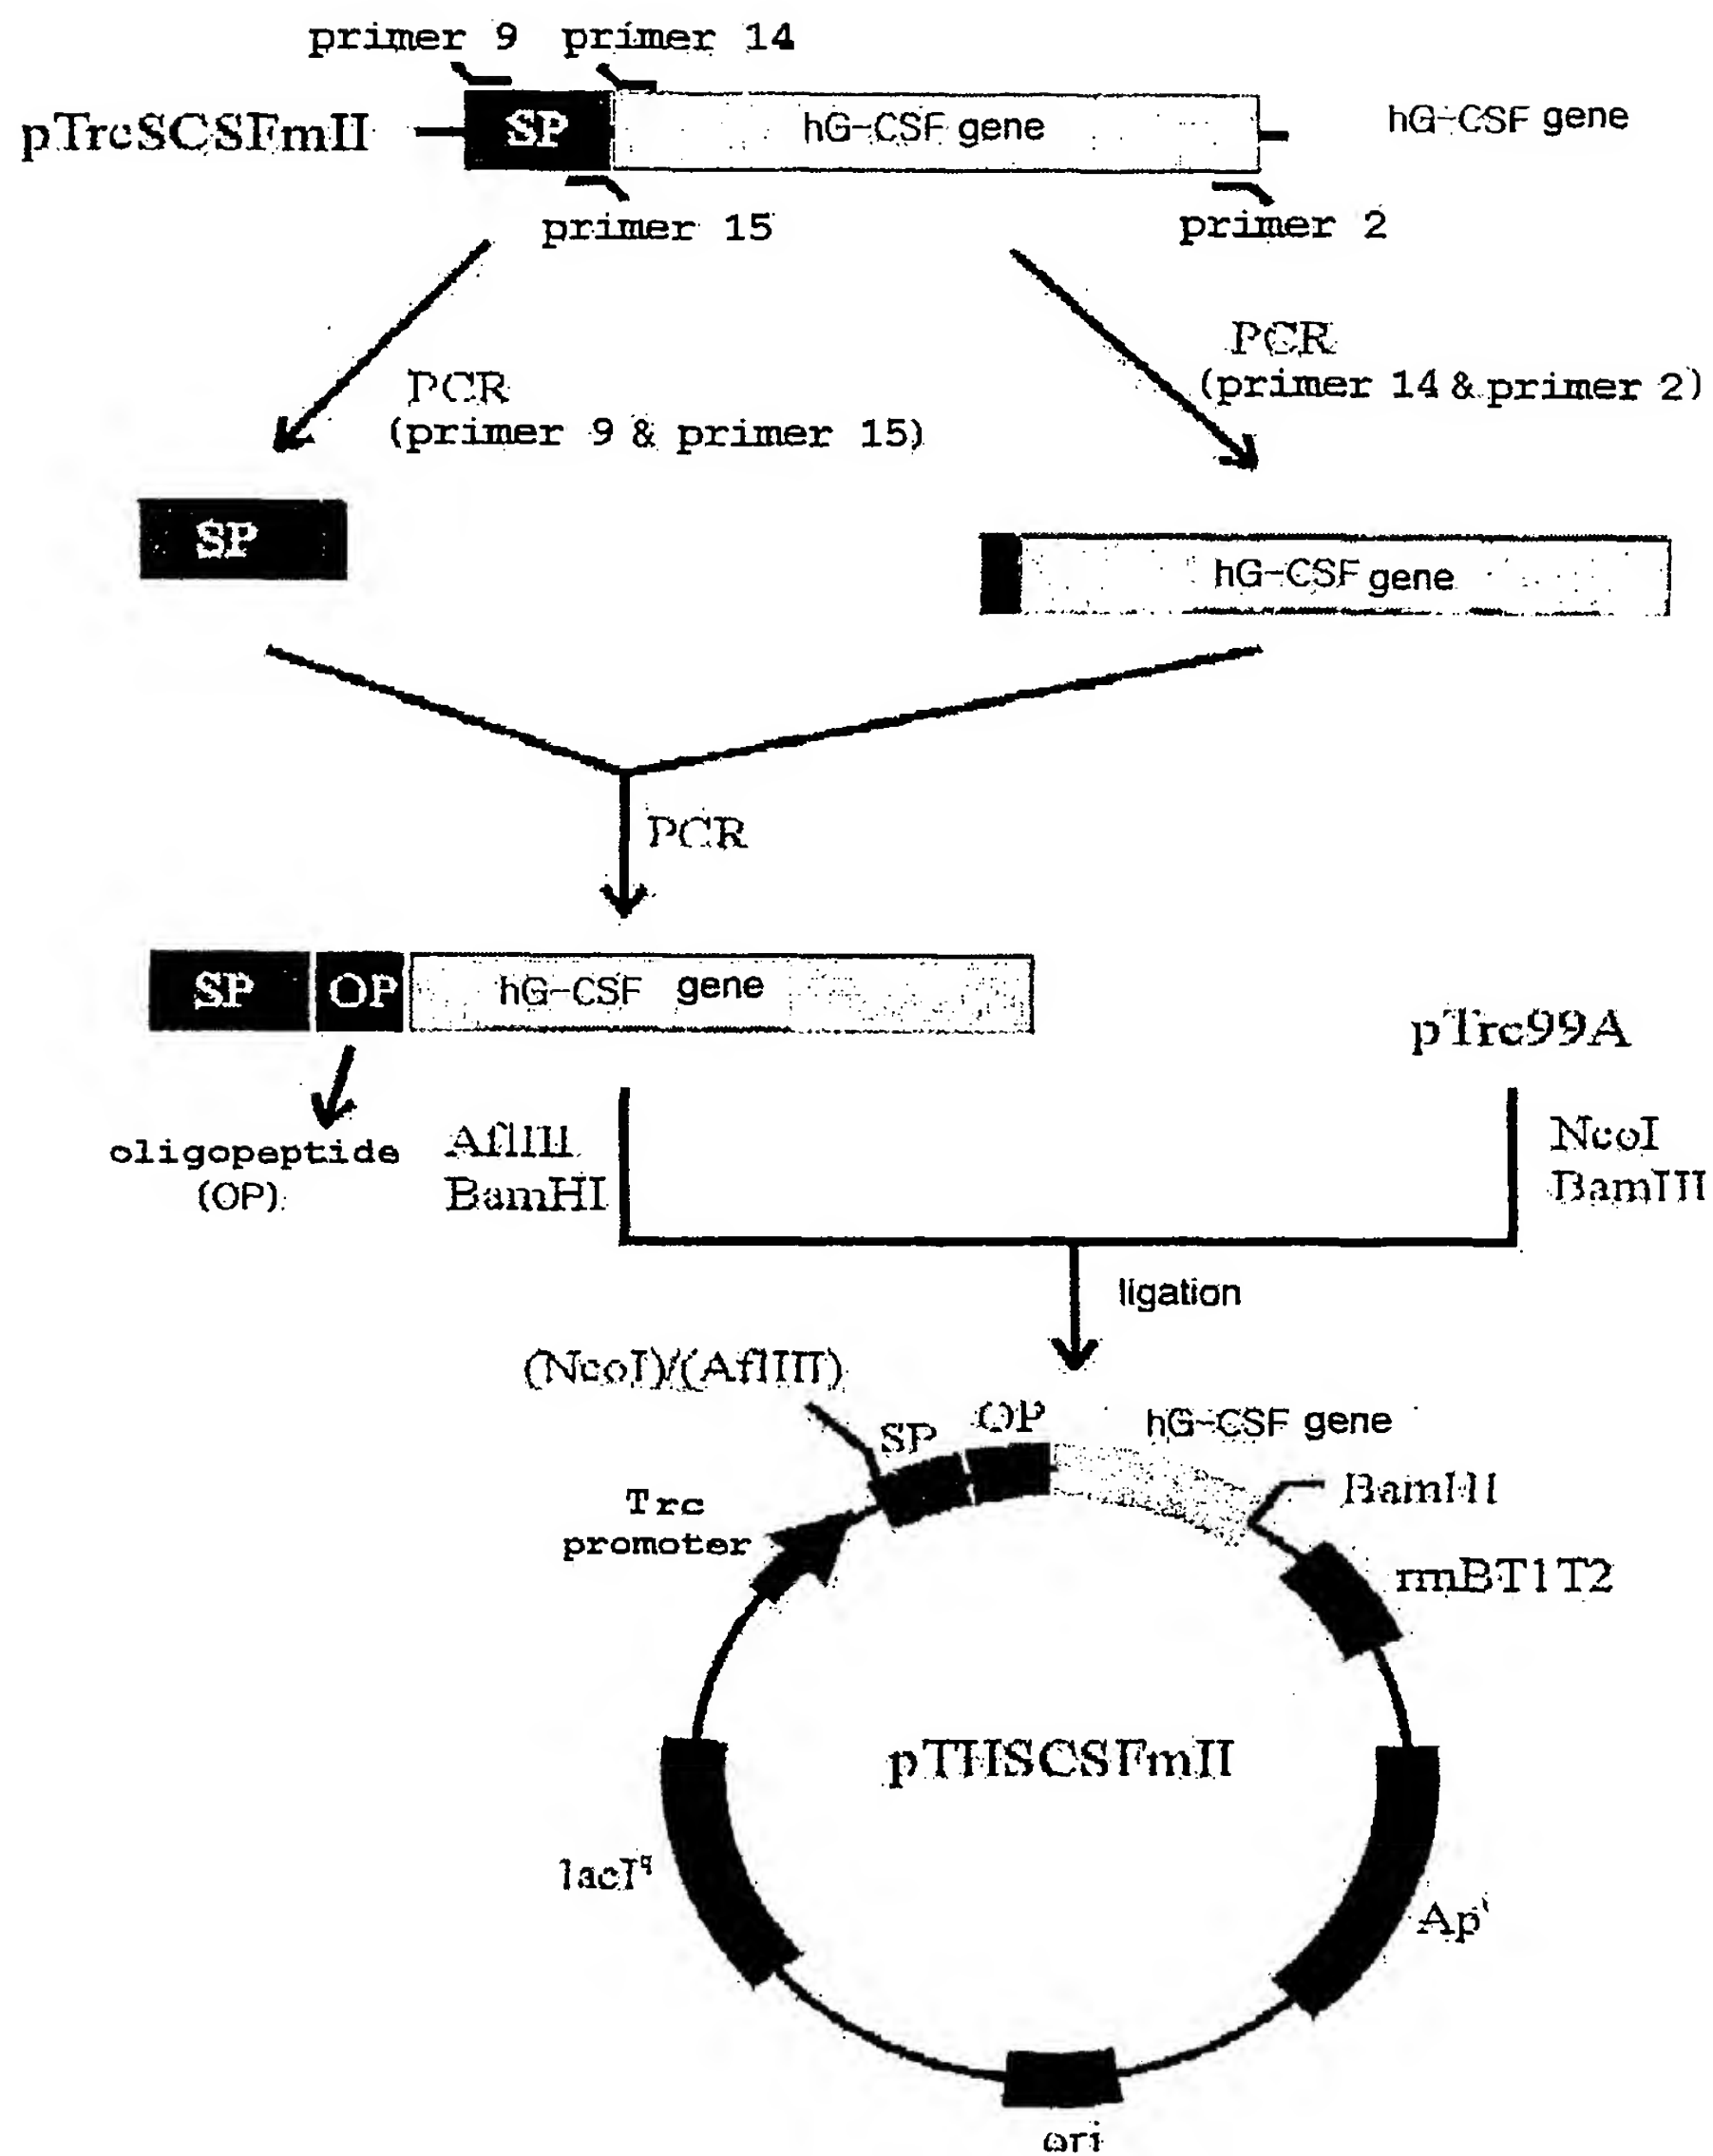 primer 9 primer 14
pTrcSCSFmII
SP
hG-CSF gene
hG-CSF gene
primer 15
primer 2
PCR
(primer 9 & primer 15)
PCR
(primer 14 & primer 2)
SP
hG-CSF gene
PCR
SP
OP
hG-CSF gene
pTrc99A
oligopeptide
(OP)
AflIII
BamHI
NcoI
BamHI
ligation
(NcoI)/(AflIII)
SP
OP
hG-CSF gene
BamHI
Trc
promoter
rrnBT1T2
pTHSCSFmII
lacIq
Apr
ori